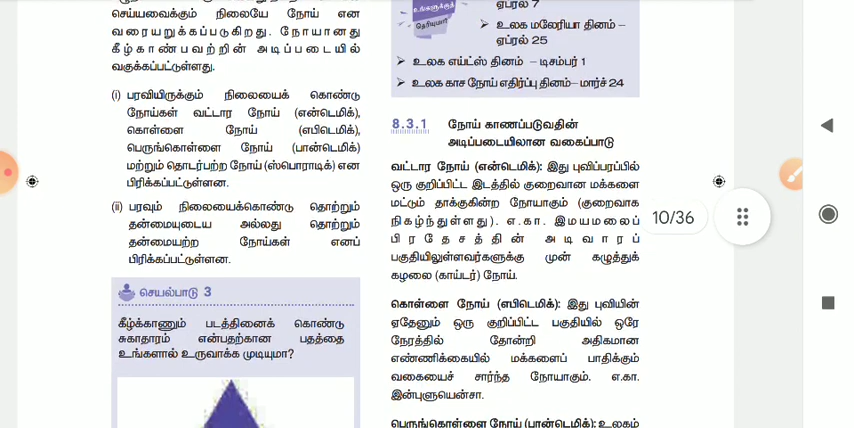 செய்யவைக்கும் நிலையே நோய் என
வரையறுக்கப்படுகிறது. நோயானது
கீழ்காண்பவற்றின் அடிப்படையில்
வகுக்கப்பட்டுள்ளது.
(i) பரவியிருக்கும் நிலையைக் கொண்டு
நோய்கள் வட்டார நோய் (என்டெமிக்),
கொள்ளை நோய் (எபிடெமிக்),
பெருங்கொள்ளை நோய் (பான்டெமிக்)
மற்றும் தொடர்பற்ற நோய் (ஸ்போராடிக்) என
பிரிக்கப்பட்டுள்ளன.
(ii) பரவும் நிலையைக்கொண்டு தொற்றும்
தன்மையுடைய அல்லது தொற்றும்
தன்மையற்ற நோய்கள் எனப்
பிரிக்கப்பட்டுள்ளன.
செயல்பாடு 3
கீழ்க்காணும் படத்தினைக் கொண்டு
சுகாதாரம் என்பதற்கான பதத்தை
உங்களால் உருவாக்க முடியுமா?
உங்களுக்குத்
தெரியுமா?
ஏப்ரல் 7
உலக மலேரியா தினம் –
ஏப்ரல் 25
உலக எய்ட்ஸ் தினம் – டிசம்பர் 1
உலக காச நோய் எதிர்ப்பு தினம்– மார்ச் 24
8.3.1 நோய் காணப்படுவதின்
அடிப்படையிலான வகைப்பாடு
வட்டார நோய் (என்டெமிக்): இது புவிப்பரப்பில்
ஒரு குறிப்பிட்ட இடத்தில் குறைவான மக்களை
மட்டும் தாக்குகின்ற நோயாகும் (குறைவாக
நிகழ்ந்துள்ளது). எ.கா. இமயமலைப்
பிரதேசத்தின் அடிவாரப்
பகுதியிலுள்ளவர்களுக்கு முன் கழுத்துக்
கழலை (காய்டர்) நோய்.
கொள்ளை நோய் (எபிடெமிக்): இது புவியின்
ஏதேனும் ஒரு குறிப்பிட்ட பகுதியில் ஒரே
நேரத்தில் தோன்றி அதிகமான
எண்ணிக்கையில் மக்களைப் பாதிக்கும்
வகையைச் சார்ந்த நோயாகும். எ.கா.
இன்புளுயென்சா.
பெருங்கொள்ளை நோய் (பான்டெமிக்): உலகம்
10/36